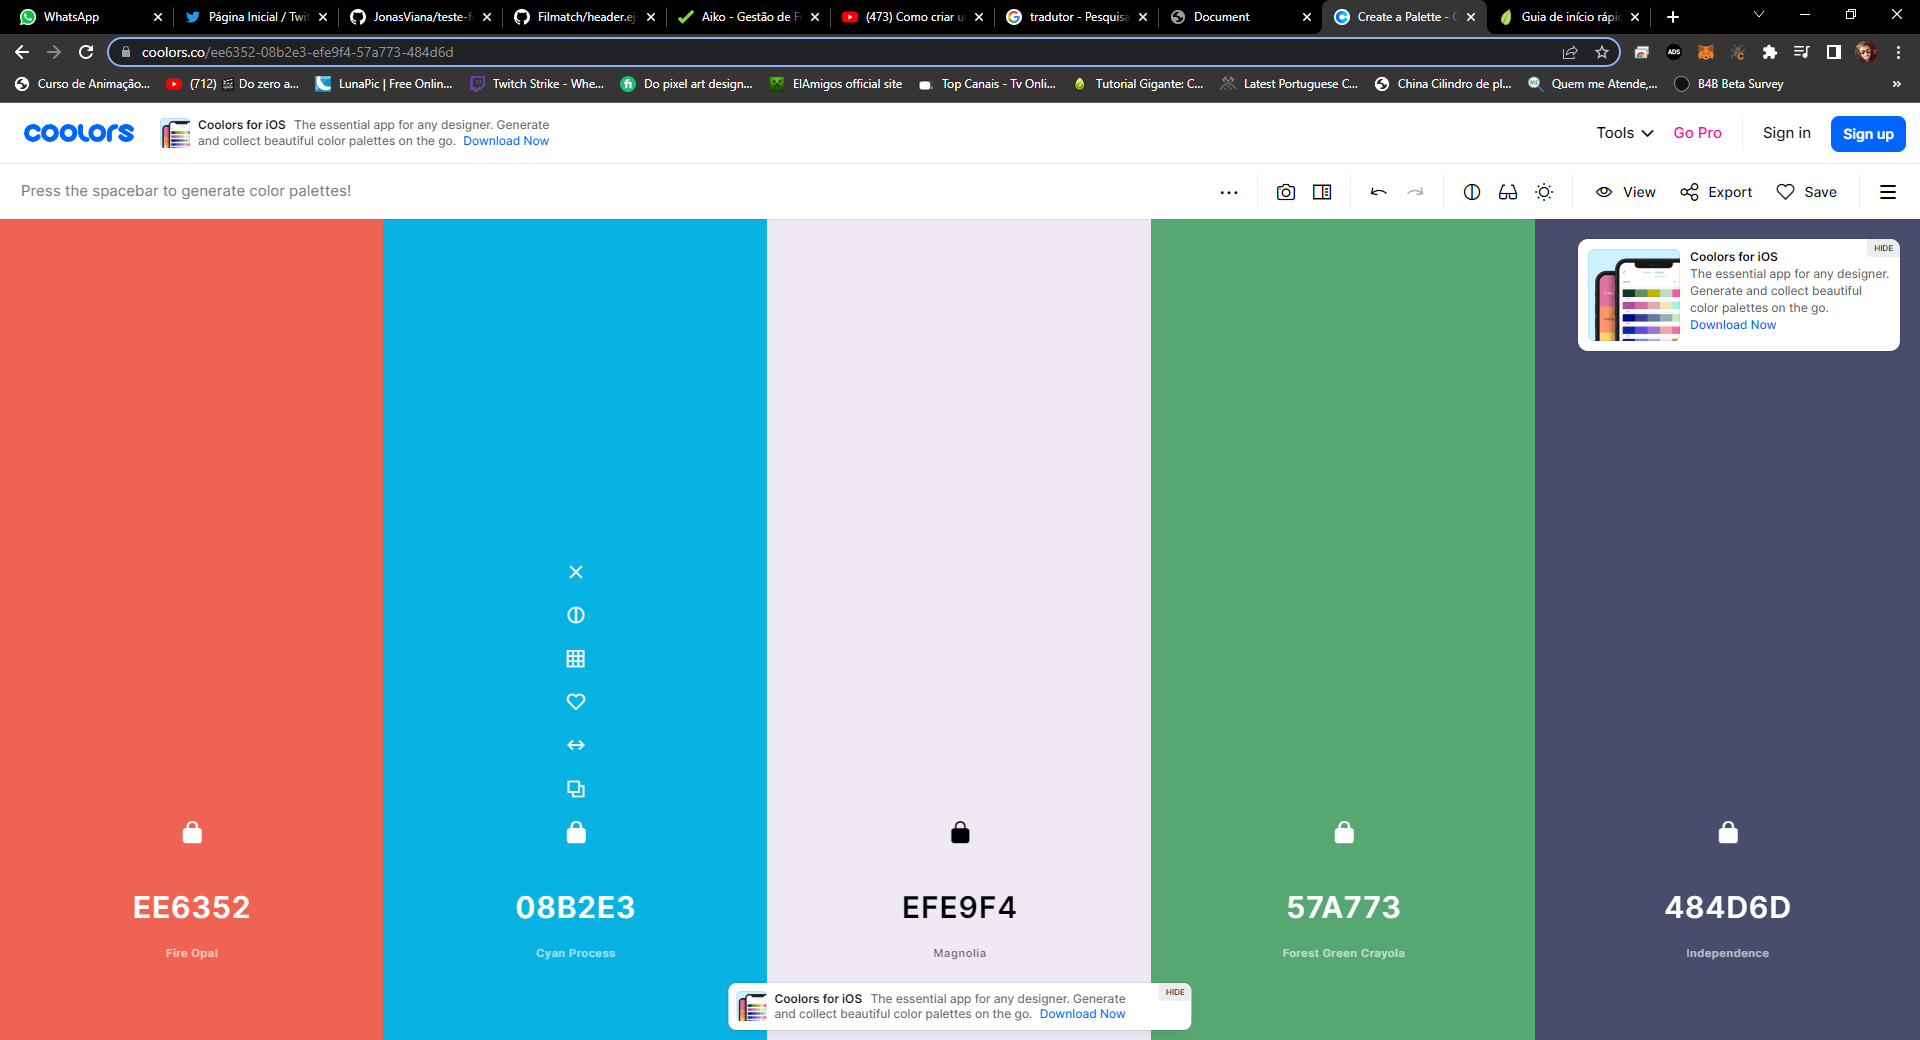 WhatsApp
Página Inicial / Twit
JonasViana/teste-fr
Filmatch/header.ejs
Aiko - Gestão de F
(473) Como criar u
tradutor - Pesquisa
Document
Create a Palette - C
Guia de início rápi
coolors.co/ee6352-08b2e3-efe9f4-57a773-484d6d
Curso de Animação...
(712) Do zero a...
LunaPic | Free Onlin...
Twitch Strike - Whe...
Do pixel art design...
ElAmigos official site
Top Canais - Tv Onli...
Tutorial Gigante: C...
Latest Portuguese C...
China Cilindro de pl...
Quem me Atende,...
B4B Beta Survey
»
coolors
Coolors for iOS The essential app for any designer. Generate
and collect beautiful color palettes on the go. Download Now
Tools
Go Pro
Sign in
Sign up
Press the spacebar to generate color palettes!
View
Export
Save
HIDE
Coolors for iOS
The essential app for any designer.
Generate and collect beautiful
color palettes on the go.
Download Now
EE6352
08B2E3
EFE9F4
57A773
484D6D
Fire Opal
Cyan Process
Magnolia
Forest Green Crayola
Independence
HIDE
Coolors for iOS The essential app for any designer. Generate
and collect beautiful color palettes on the go. Download Now